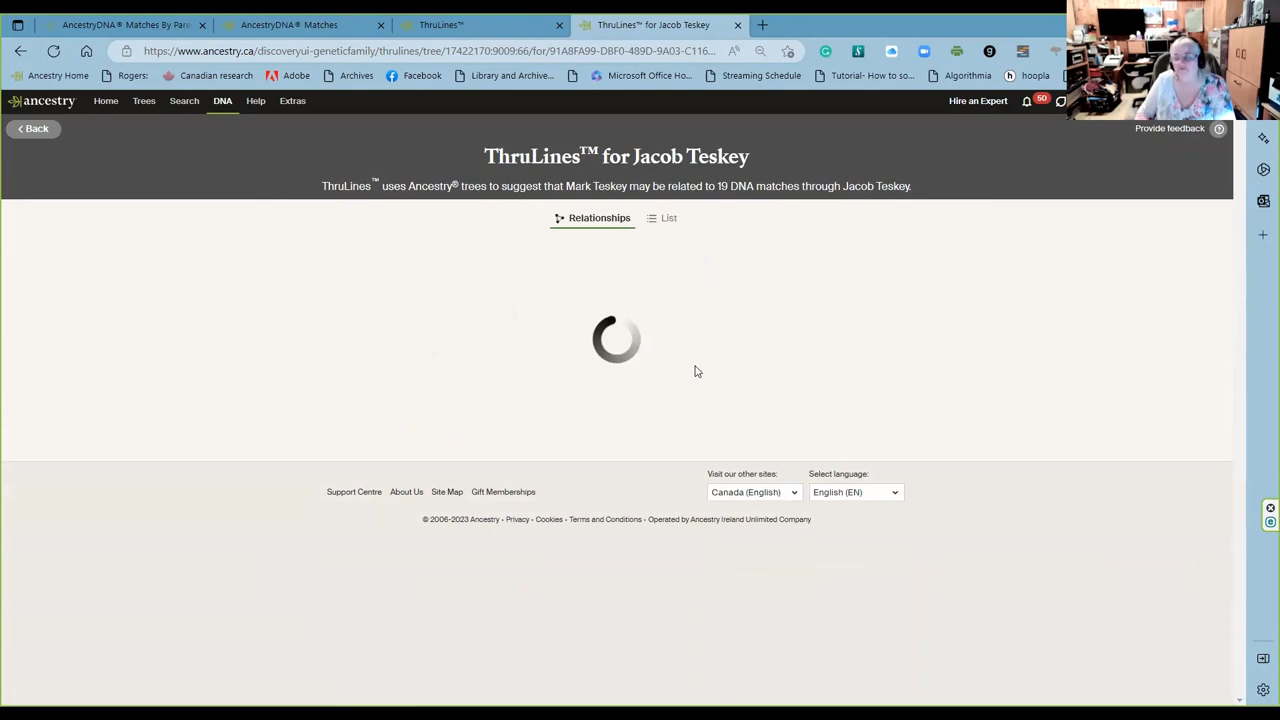 AncestryDNA® Matches By Pare
AncestryDNA® Matches
ThruLines™
ThruLines™ for Jacob Teskey
https://www.ancestry.ca/discoveryui-geneticfamily/thrulines/tree/17422170:9009:66/for/91A8FA99-DBF0-489D-9A03-C116...
Ancestry Home
Rogers:
Canadian research
Adobe
Archives
Facebook
Library and Archive...
Microsoft Office Ho...
Streaming Schedule
Tutorial- How to so...
Algorithmia
hoopla
ancestry
Home
Trees
Search
DNA
Help
Extras
Hire an Expert
50
Back
Provide feedback
ThruLines™ for Jacob Teskey
ThruLines™ uses Ancestry® trees to suggest that Mark Teskey may be related to 19 DNA matches through Jacob Teskey.
Relationships
List
Visit our other sites:
Select language:
Support Centre
About Us
Site Map
Gift Memberships
Canada (English)
English (EN)
© 2006-2023 Ancestry • Privacy • Cookies • Terms and Conditions • Operated by Ancestry Ireland Unlimited Company